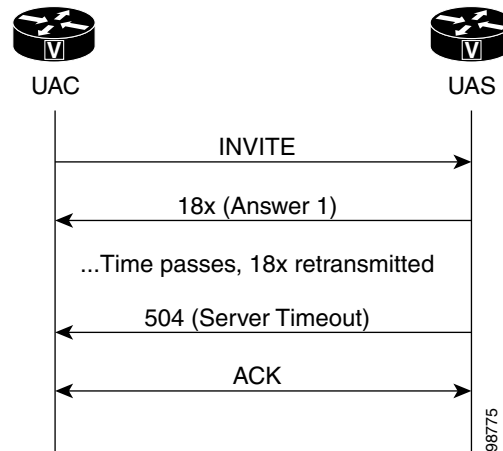 V
V
UAC
UAS
INVITE
18x (Answer 1)
...Time passes, 18x retransmitted
504 (Server Timeout)
ACK
98775